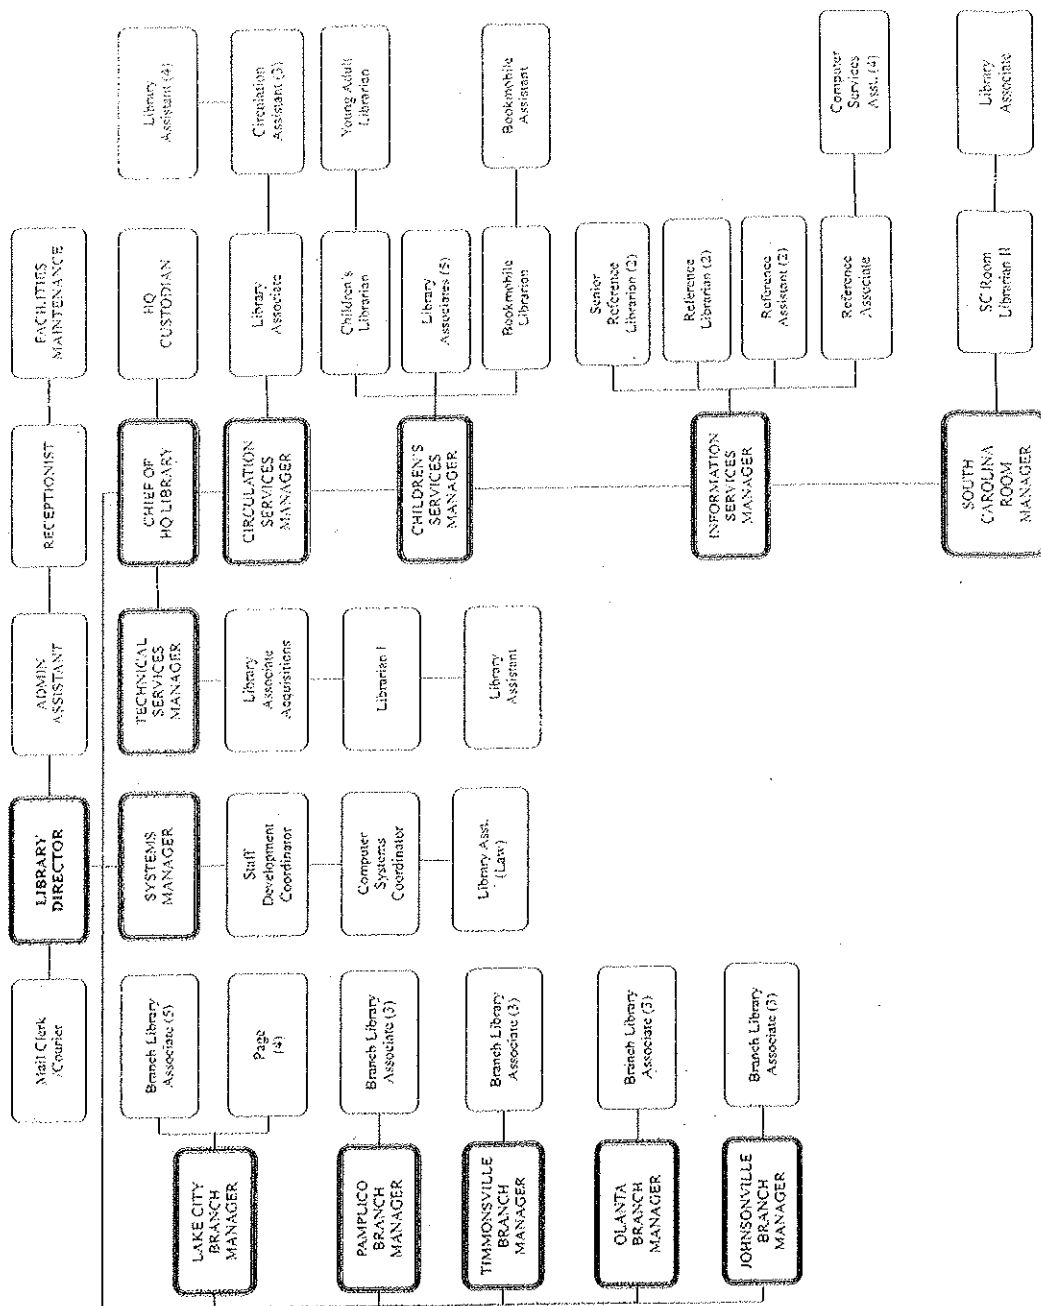 Mail Clerk
/Courier
LIBRARY
DIRECTOR
ADMIN
ASSISTANT
RECEPTIONIST
FACILITIES
MAINTENANCE
LAKE CITY
BRANCH
MANAGER
Branch Library
Associate (5)
Page
(4)
PAMPLICO
BRANCH
MANAGER
Branch Library
Associate (3)
TIMMONSVILLE
BRANCH
MANAGER
Branch Library
Associate (3)
OLANTA
BRANCH
MANAGER
Branch Library
Associate (3)
JOHNSONVILLE
BRANCH
MANAGER
Branch Library
Associate (3)
SYSTEMS
MANAGER
Staff
Development
Coordinator
Computer
Systems
Coordinator
Library Asst.
(Law)
TECHNICAL
SERVICES
MANAGER
Library
Associate
Acquisitions
Librarian I
Library
Assistant
CHIEF OF
HQ LIBRARY
HQ
CUSTODIAN
Library
Assistant (4)
CIRCULATION
SERVICES
MANAGER
Library
Associate
Circulation
Assistant (3)
CHILDREN'S
SERVICES
MANAGER
Children's
Librarian
Young Adult
Librarian
Library
Associates (5)
Bookmobile
Librarian
Bookmobile
Assistant
INFORMATION
SERVICES
MANAGER
Senior
Reference
Librarian (2)
Reference
Librarian (2)
Reference
Assistant (2)
Reference
Associate
Computer
Services
Asst. (4)
SOUTH
CAROLINA
ROOM
MANAGER
SC Room
Librarian II
Library
Associate